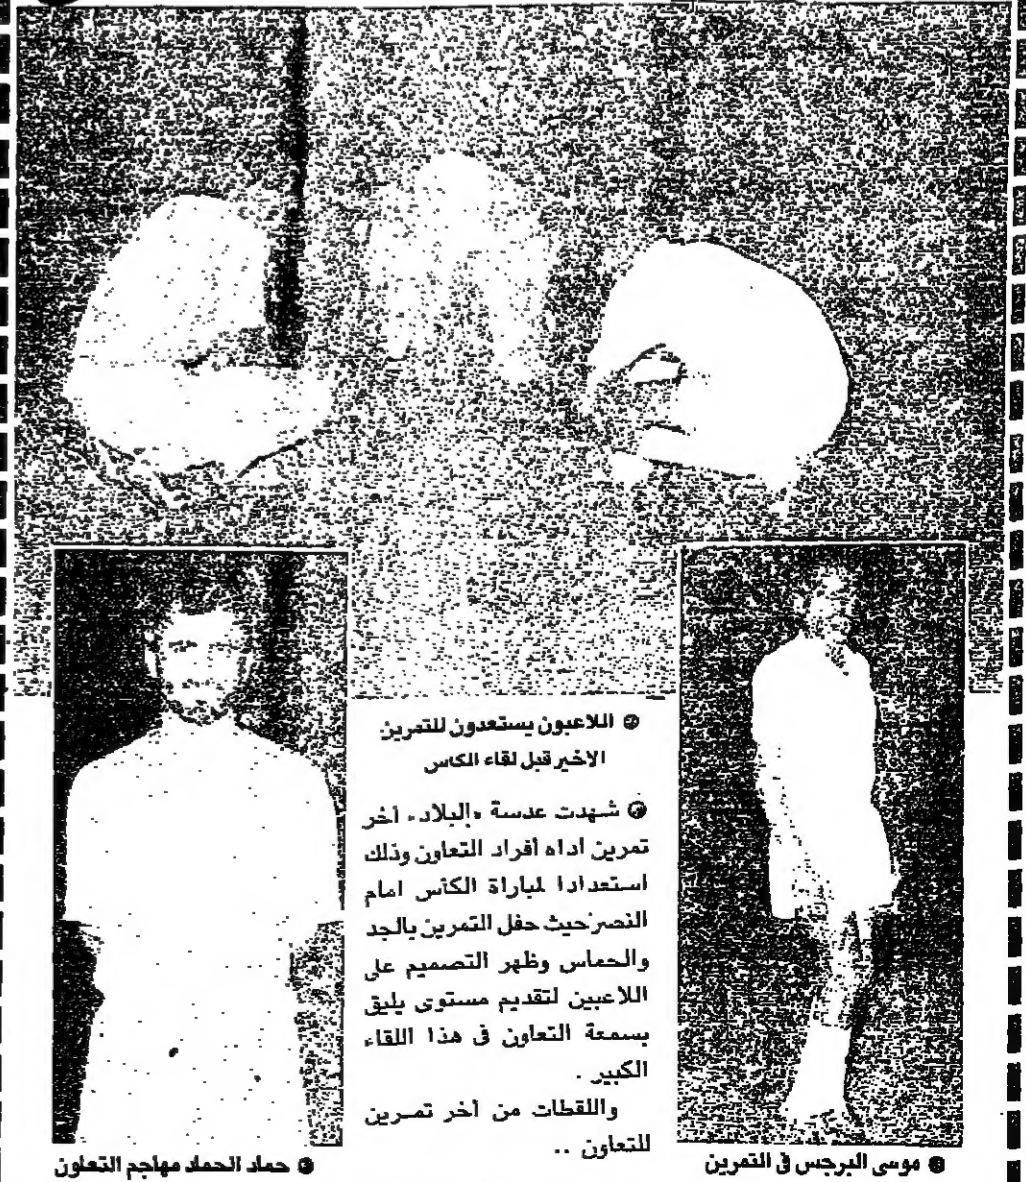 ● اللاعبون يستعدون للتمرين
الاخير قبل لقاء الكاس
● شهدت عدسة «البلاد» آخر
تمرين اداه أفراد التعاون وذلك
استعدادا لمباراة الكأس امام
النصر حيث حفل التمرين بالجد
والحماس وظهر التصميم على
اللاعبين لتقديم مستوى يليق
بسمعة التعاون في هذا اللقاء
الكبير .
واللقطات من آخر تمرين
للتعاون ..
● موسى البرجس في التمرين
● حماد الحماد مهاجم التعاون